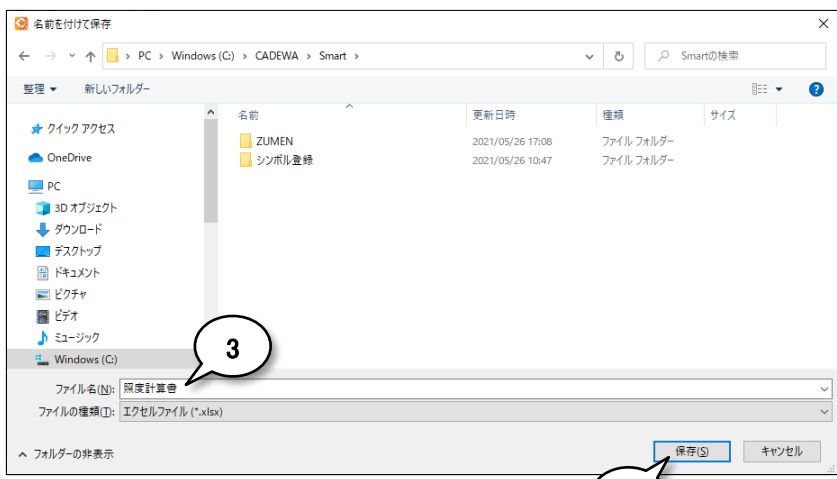 名前を付けて保存
PC › Windows (C:) › CADEWA › Smart ›
Smartの検索
整理 新しいフォルダー
名前 更新日時 種類 サイズ
クイック アクセス
OneDrive
PC
3D オブジェクト
ダウンロード
デスクトップ
ドキュメント
ピクチャ
ビデオ
ミュージック
Windows (C:)
ZUMEN 2021/05/26 17:08 ファイル フォルダー
シンボル登録 2021/05/26 10:47 ファイル フォルダー
3
ファイル名(N): 照度計算書
ファイルの種類(T): エクセルファイル (*.xlsx)
フォルダーの非表示
保存(S) キャンセル